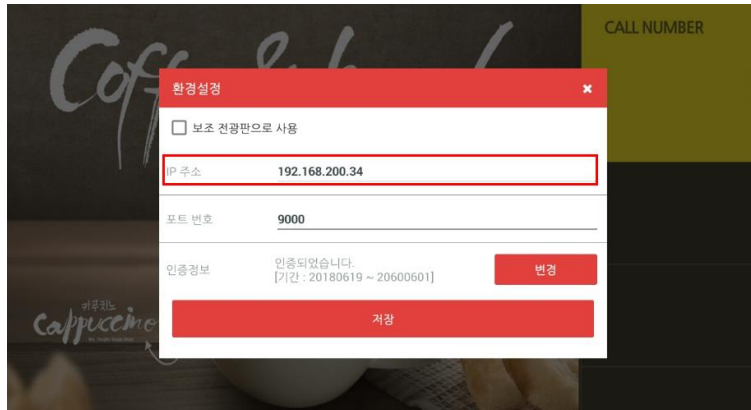 CALL NUMBER
환경설정
보조 전광판으로 사용
IP 주소 192.168.200.34
포트 번호 9000
인증정보
인증되었습니다.
[기간 : 20180619 ~ 20600601]
변경
저장
카푸치노
Cappuccino